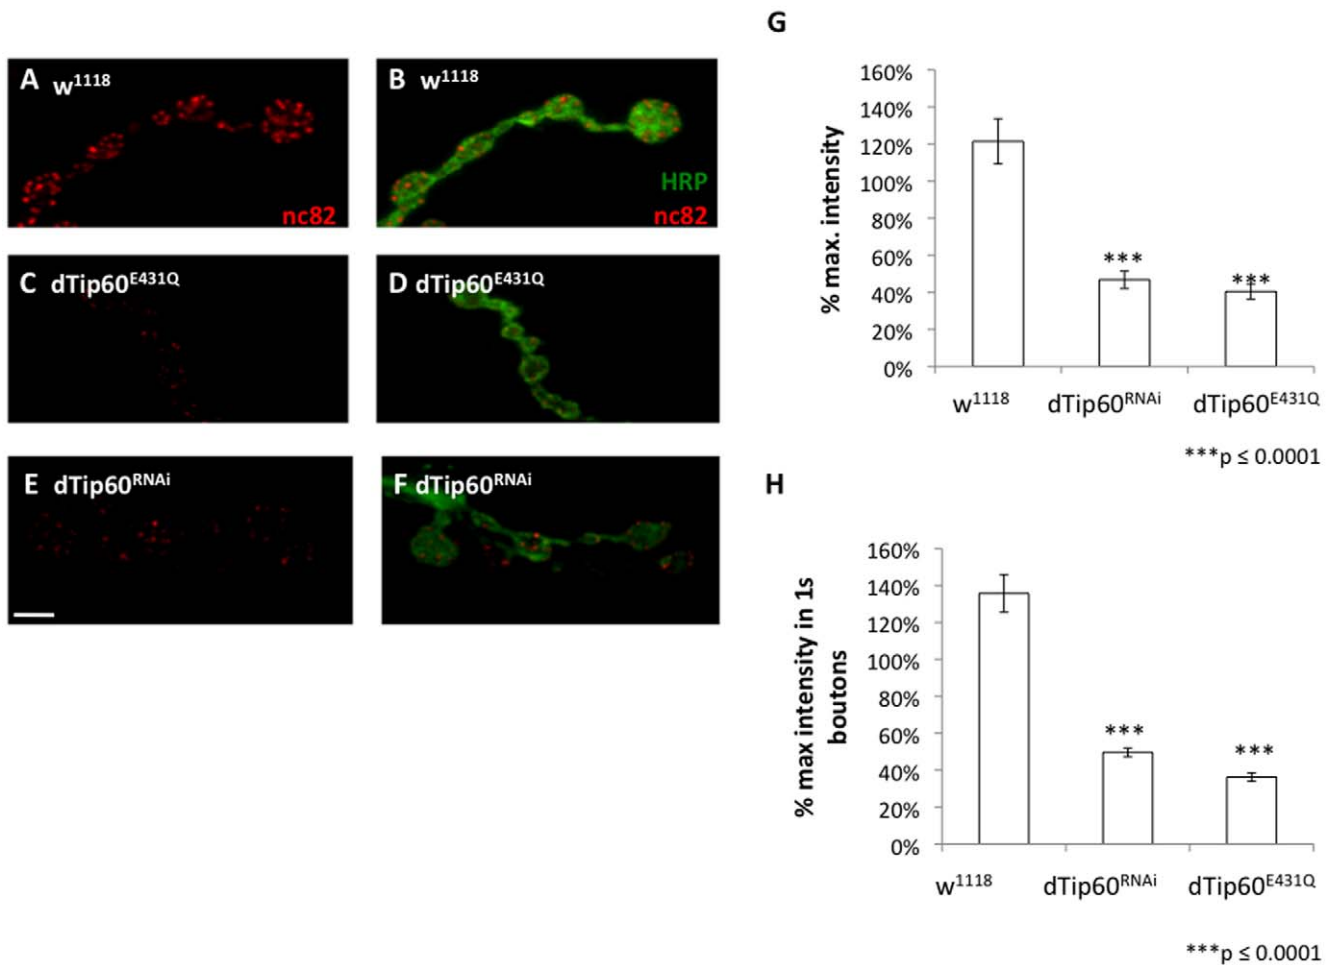 A w1118
nc82
B w1118
HRP
nc82
C dTip60E431Q
D dTip60E431Q
E dTip60RNAi
F dTip60RNAi
G
% max. intensity
160%
140%
120%
100%
80%
60%
40%
20%
0%
***
***
w1118 dTip60RNAi dTip60E431Q
***p ≤ 0.0001
H
% max intensity in 1s
boutons
160%
140%
120%
100%
80%
60%
40%
20%
0%
***
***
w1118 dTip60RNAi dTip60E431Q
***p ≤ 0.0001